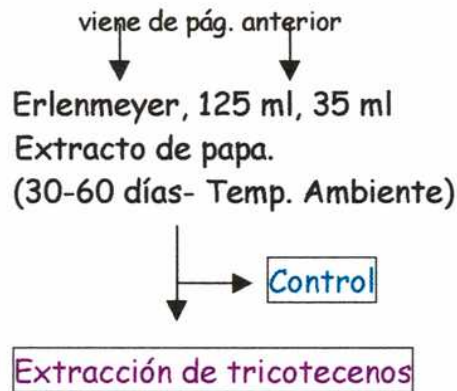 viene de pág. anterior
Erlenmeyer, 125 ml, 35 ml
Extracto de papa.
(30-60 días- Temp. Ambiente)
Control
Extracción de tricotecenos